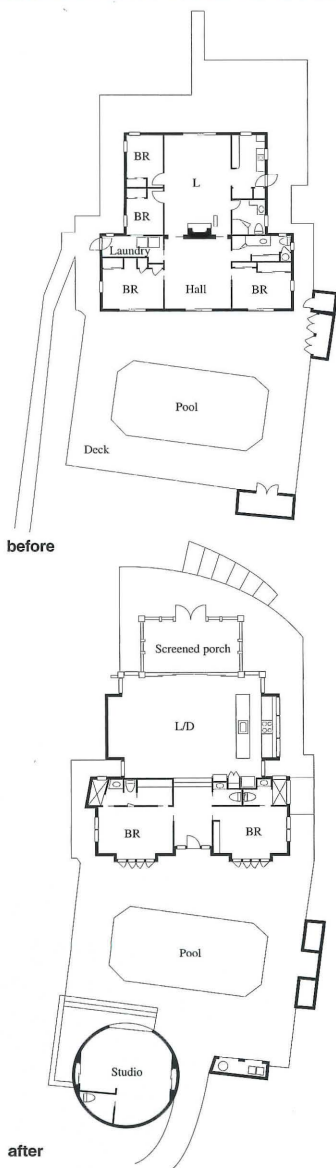 BR
L
BR
Laundry
BR
Hall
BR
Pool
Deck
before
Screened porch
L/D
BR
BR
Pool
Studio
after